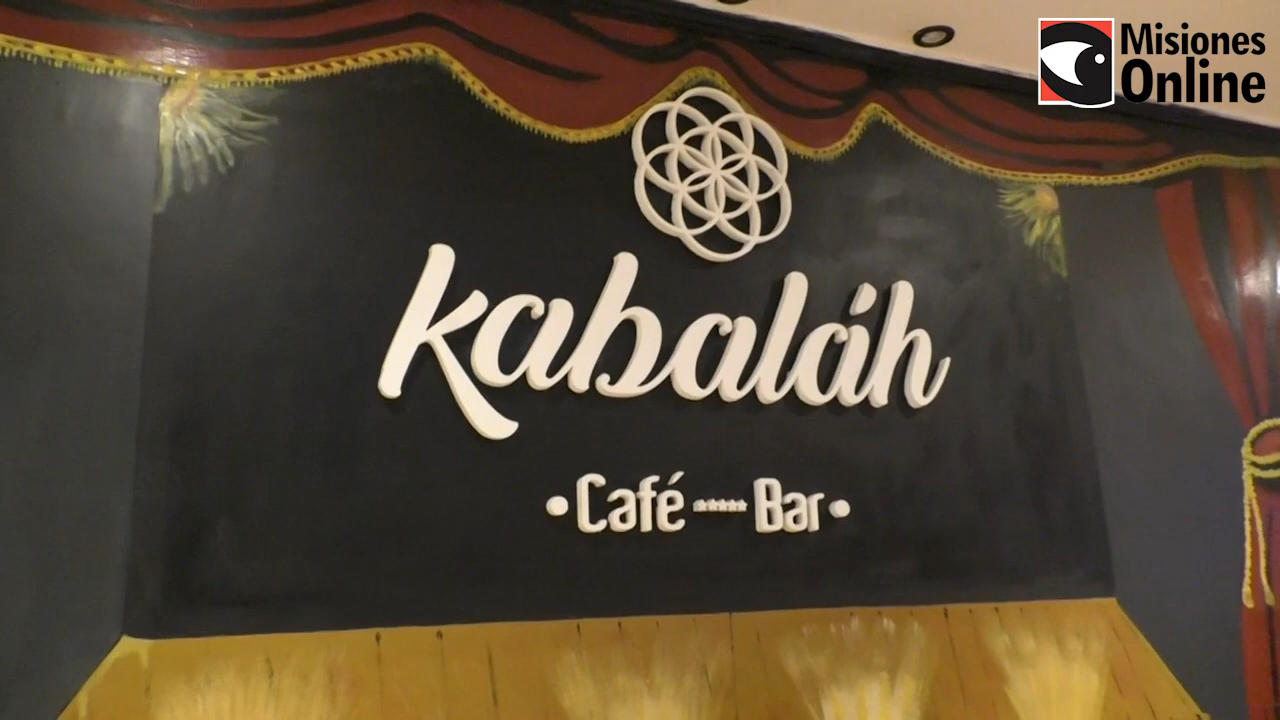 Misiones
Online
kabaláh
•Café ***** Bar•